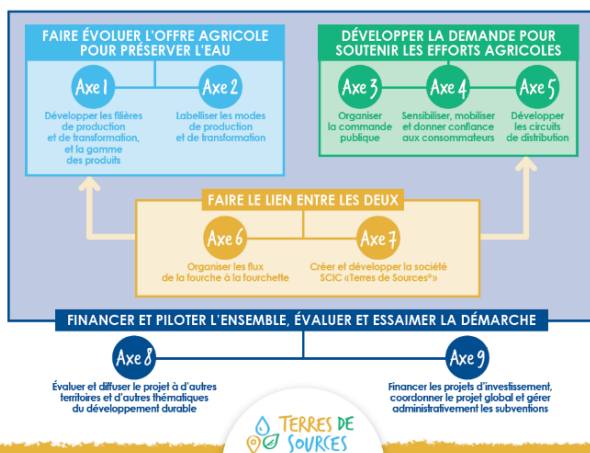 FAIRE ÉVOLUER L'OFFRE AGRICOLE
POUR PRÉSERVER L'EAU
Axe 1
Développer les filières
de production
et de transformation,
et la gamme
des produits
Axe 2
Labelliser les modes
de production
et de transformation
DÉVELOPPER LA DEMANDE POUR
SOUTENIR LES EFFORTS AGRICOLES
Axe 3
Organiser
la commande
publique
Axe 4
Sensibiliser, mobiliser
et donner confiance
aux consommateurs
Axe 5
Développer
les circuits
de distribution
FAIRE LE LIEN ENTRE LES DEUX
Axe 6
Organiser les flux
de la fourche à la fourchette
Axe 7
Créer et développer la société
SCIC «Terres de Sources®»
FINANCER ET PILOTER L'ENSEMBLE, ÉVALUER ET ESSAIMER LA DÉMARCHE
Axe 8
Évaluer et diffuser le projet à d'autres
territoires et d'autres thématiques
du développement durable
Axe 9
Financer les projets d'investissement,
coordonner le projet global et gérer
administrativement les subventions
TERRES DE
SOURCES